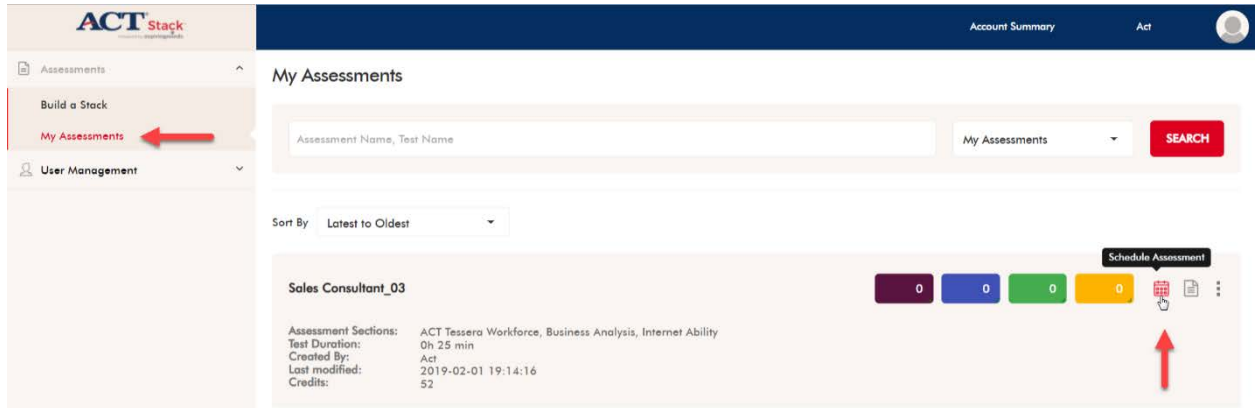 ACT Stack
Account Summary
Act
Assessments
Build a Stack
My Assessments
User Management
My Assessments
Assessment Name, Test Name
My Assessments
SEARCH
Sort By Latest to Oldest
Schedule Assessment
Sales Consultant_03
0 0 0 0
Assessment Sections: ACT Tessera Workforce, Business Analysis, Internet Ability
Test Duration: 0h 25 min
Created By: Act
Last modified: 2019-02-01 19:14:16
Credits: 52